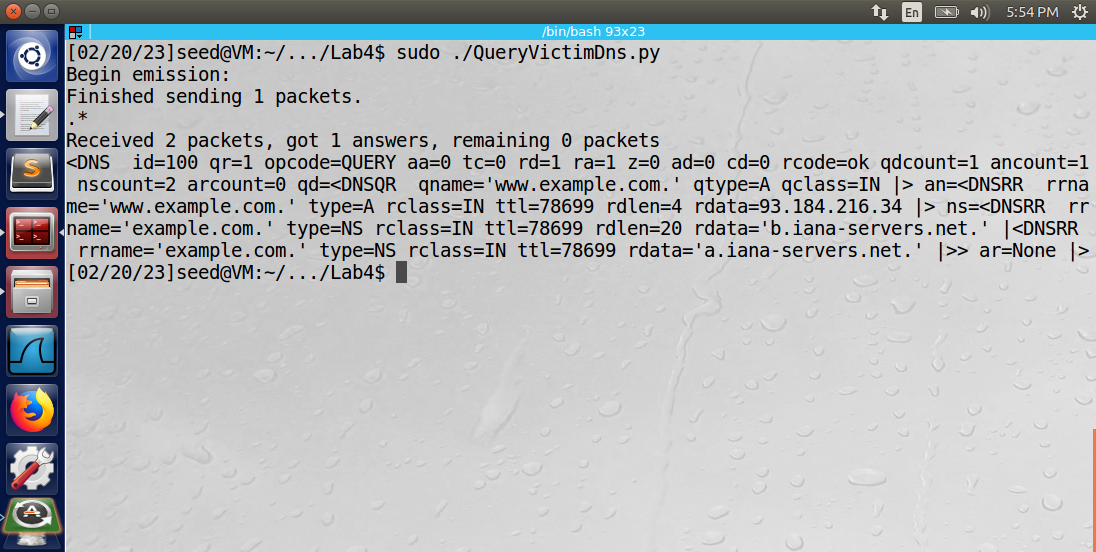 En
5:54 PM
/bin/bash 93x23
[02/20/23]seed@VM:~/.../Lab4$ sudo ./QueryVictimDns.py
Begin emission:
Finished sending 1 packets.
.*
Received 2 packets, got 1 answers, remaining 0 packets
<DNS  id=100 qr=1 opcode=QUERY aa=0 tc=0 rd=1 ra=1 z=0 ad=0 cd=0 rcode=ok qdcount=1 ancount=1
 nscount=2 arcount=0 qd=<DNSQR  qname='www.example.com.' qtype=A qclass=IN |> an=<DNSRR  rrna
me='www.example.com.' type=A rclass=IN ttl=78699 rdlen=4 rdata=93.184.216.34 |> ns=<DNSRR  rr
name='example.com.' type=NS rclass=IN ttl=78699 rdlen=20 rdata='b.iana-servers.net.' |<DNSRR
 rrname='example.com.' type=NS rclass=IN ttl=78699 rdata='a.iana-servers.net.' |>> ar=None |>
[02/20/23]seed@VM:~/.../Lab4$